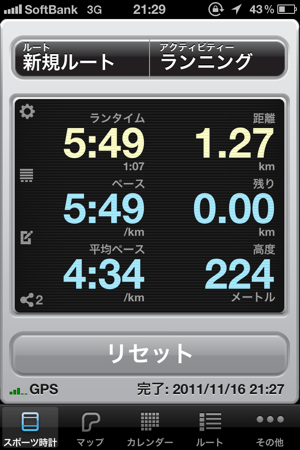 SoftBank 3G 21:29 43%
ルート アクティビティー
新規ルート ランニング
ランタイム 距離
5:49 1.27
1:07 km
ペース 残り
5:49 0.00
/km km
平均ペース 高度
4:34 224
/km メートル
2
リセット
GPS 完了: 2011/11/16 21:27
スポーツ時計 マップ カレンダー ルート その他